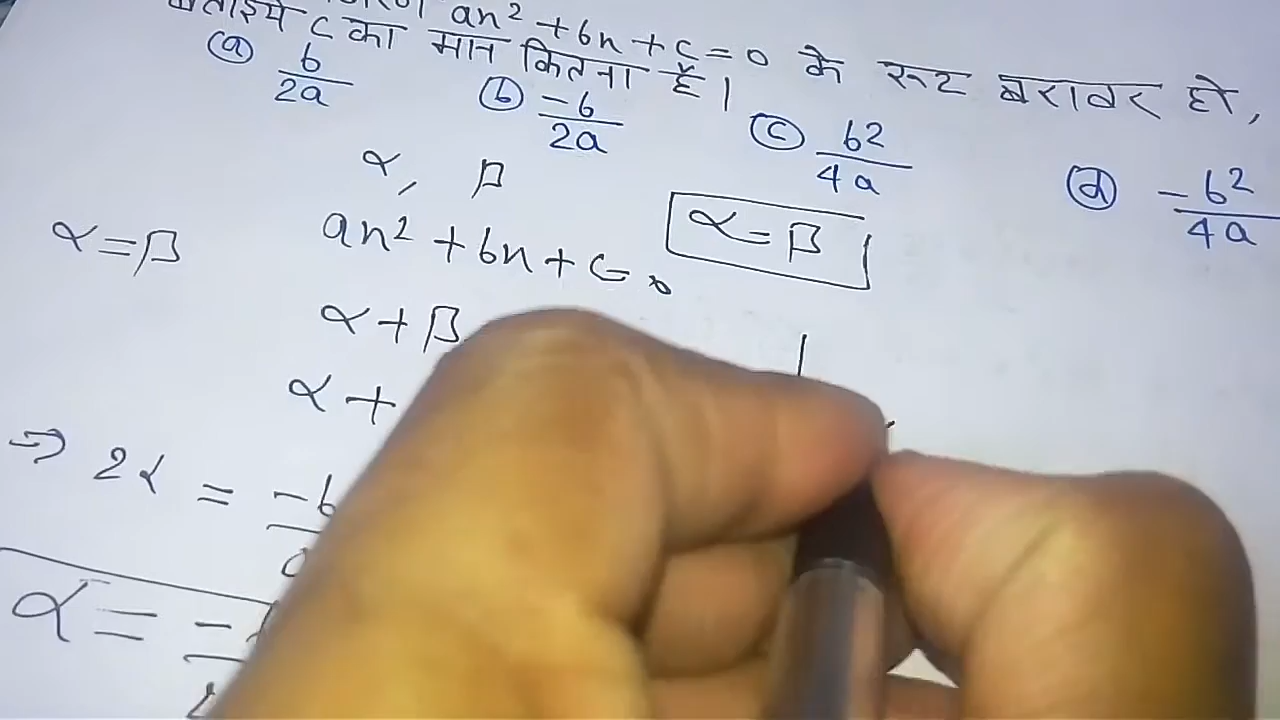 an² + bn + c = 0 के रूट बराबर हो,
बताइये c का मान कितना है।
ⓐ b/2a ⓑ -b/2a ⓒ b²/4a ⓓ -b²/4a
α, β
α = β
an² + bn + c = 0
α = β
α + β
α +
⇒ 2α = -b
α = -